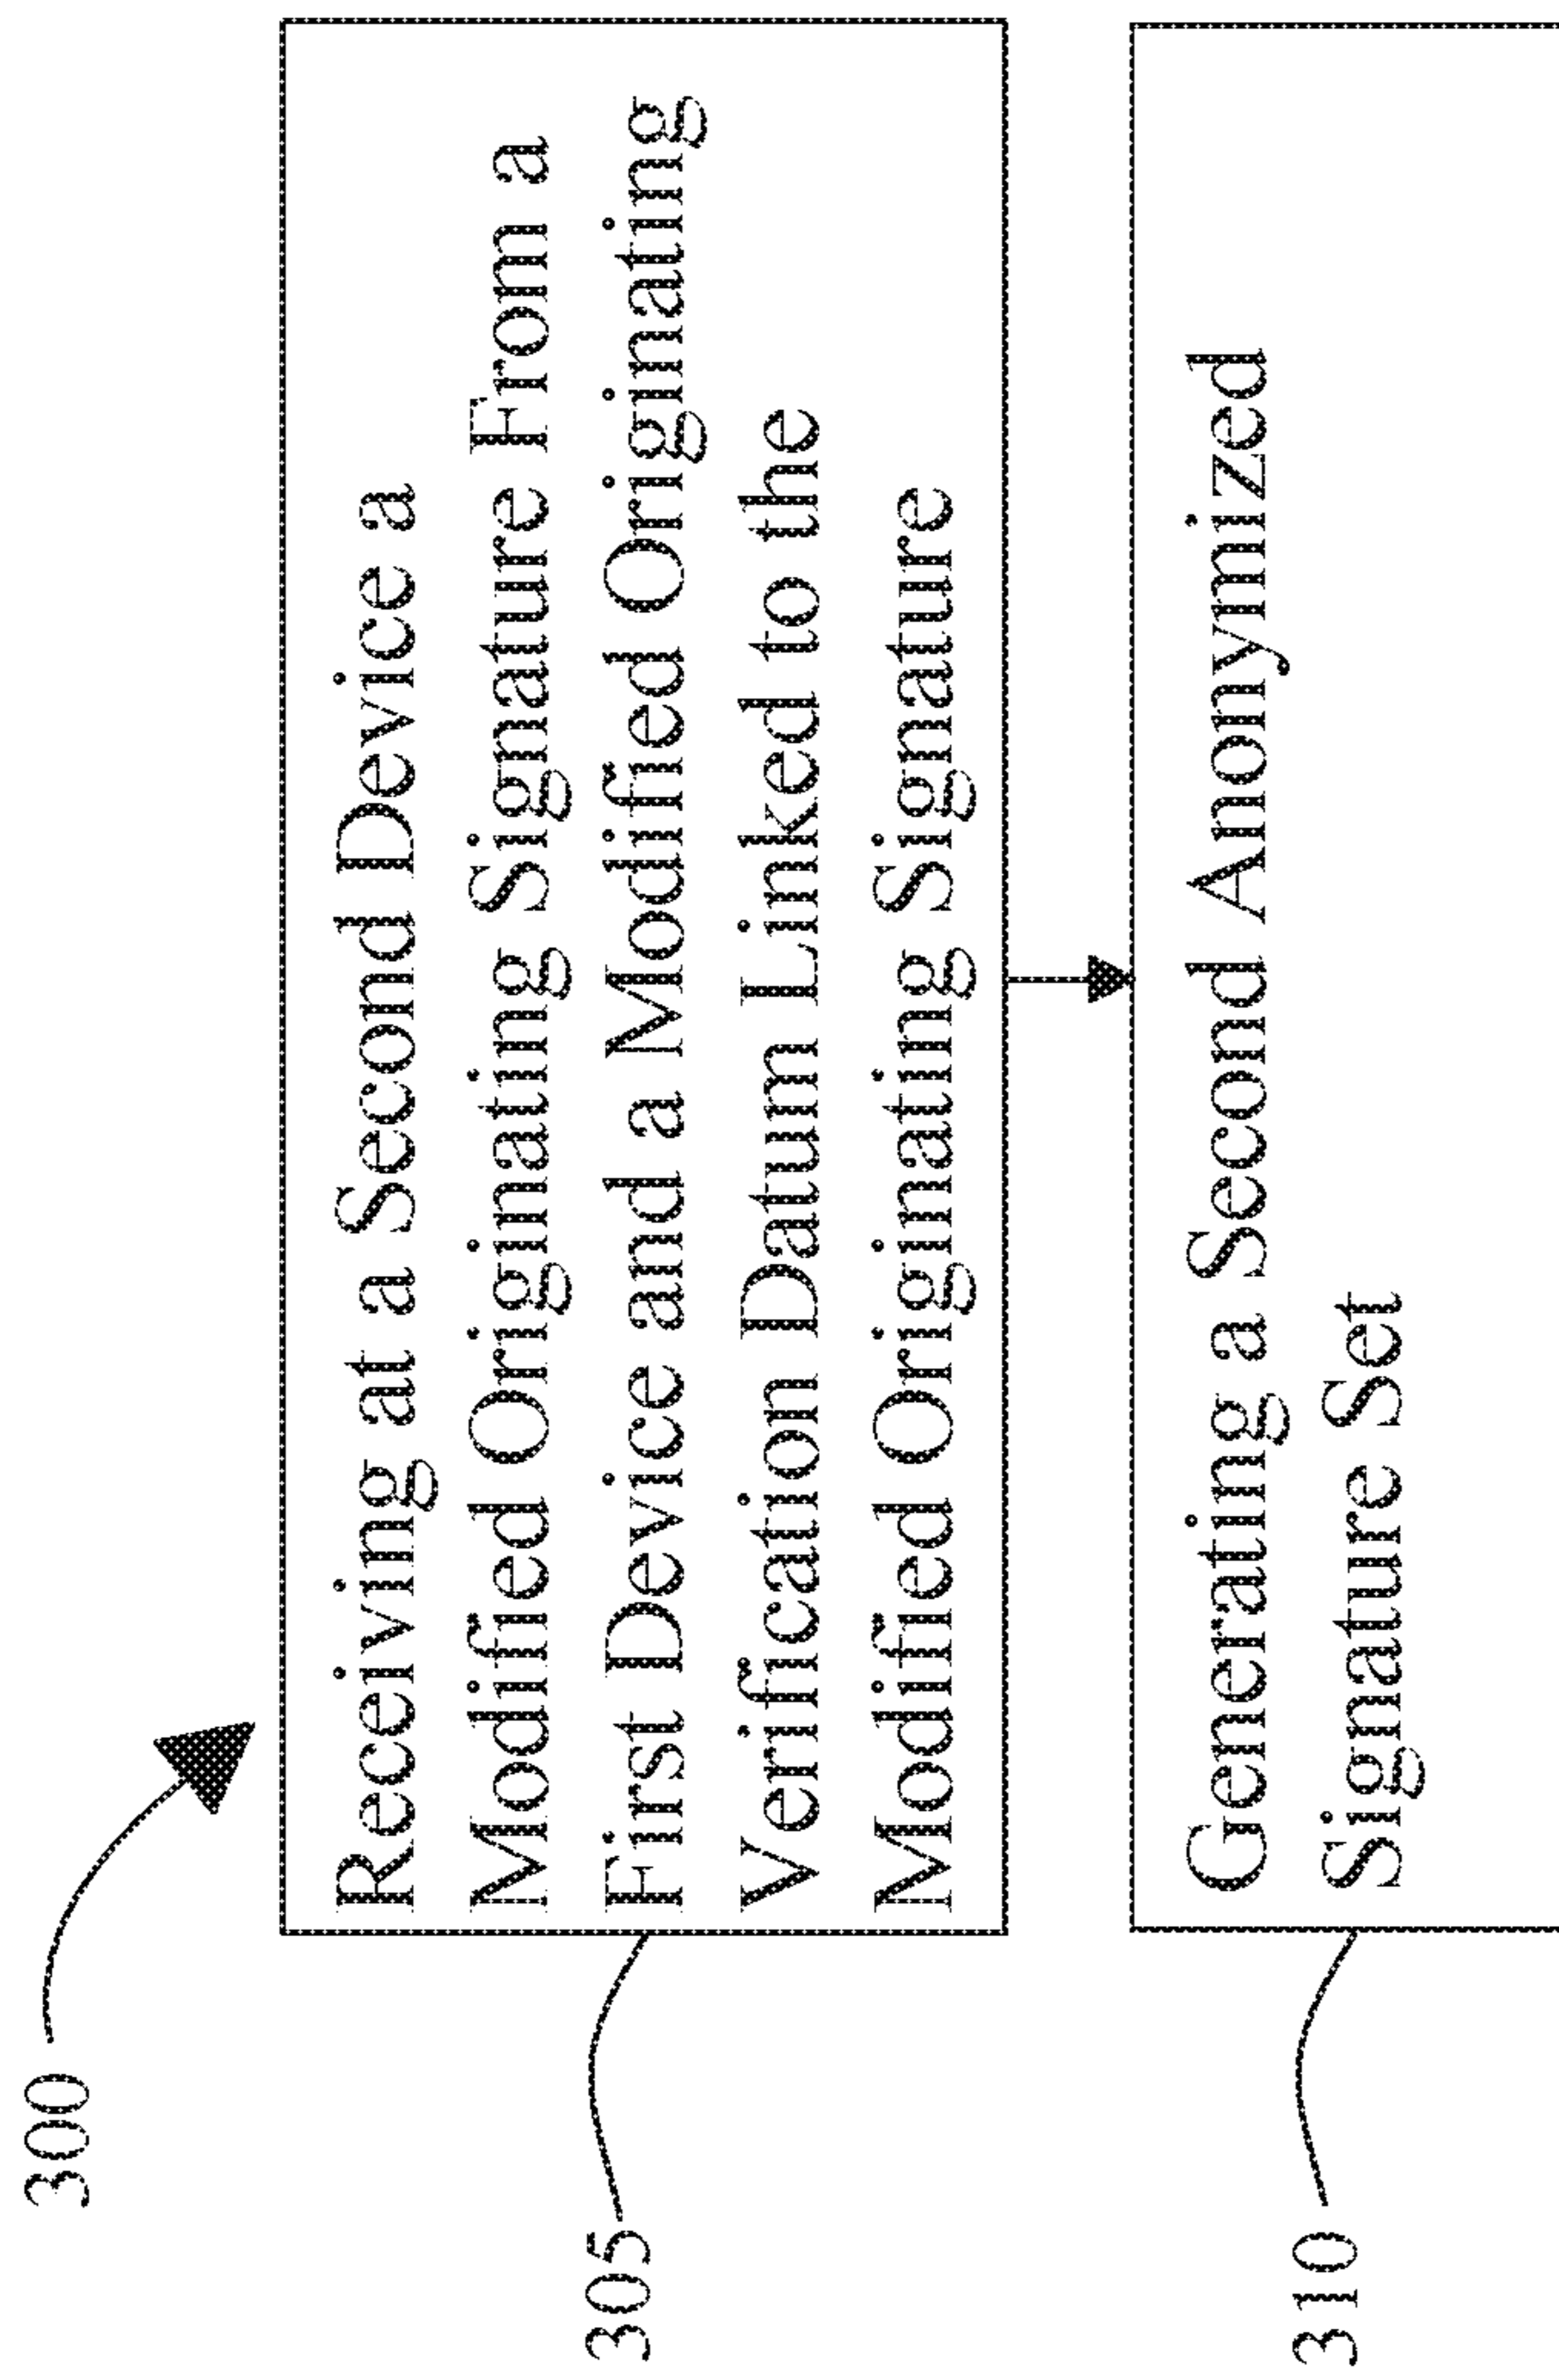 300
305
Receiving at a Second Device a
Modified Originating Signature From a
First Device and a Modified Originating
Verification Datum Linked to the
Modified Originating Signature
310
Generating a Second Anonymized
Signature Set